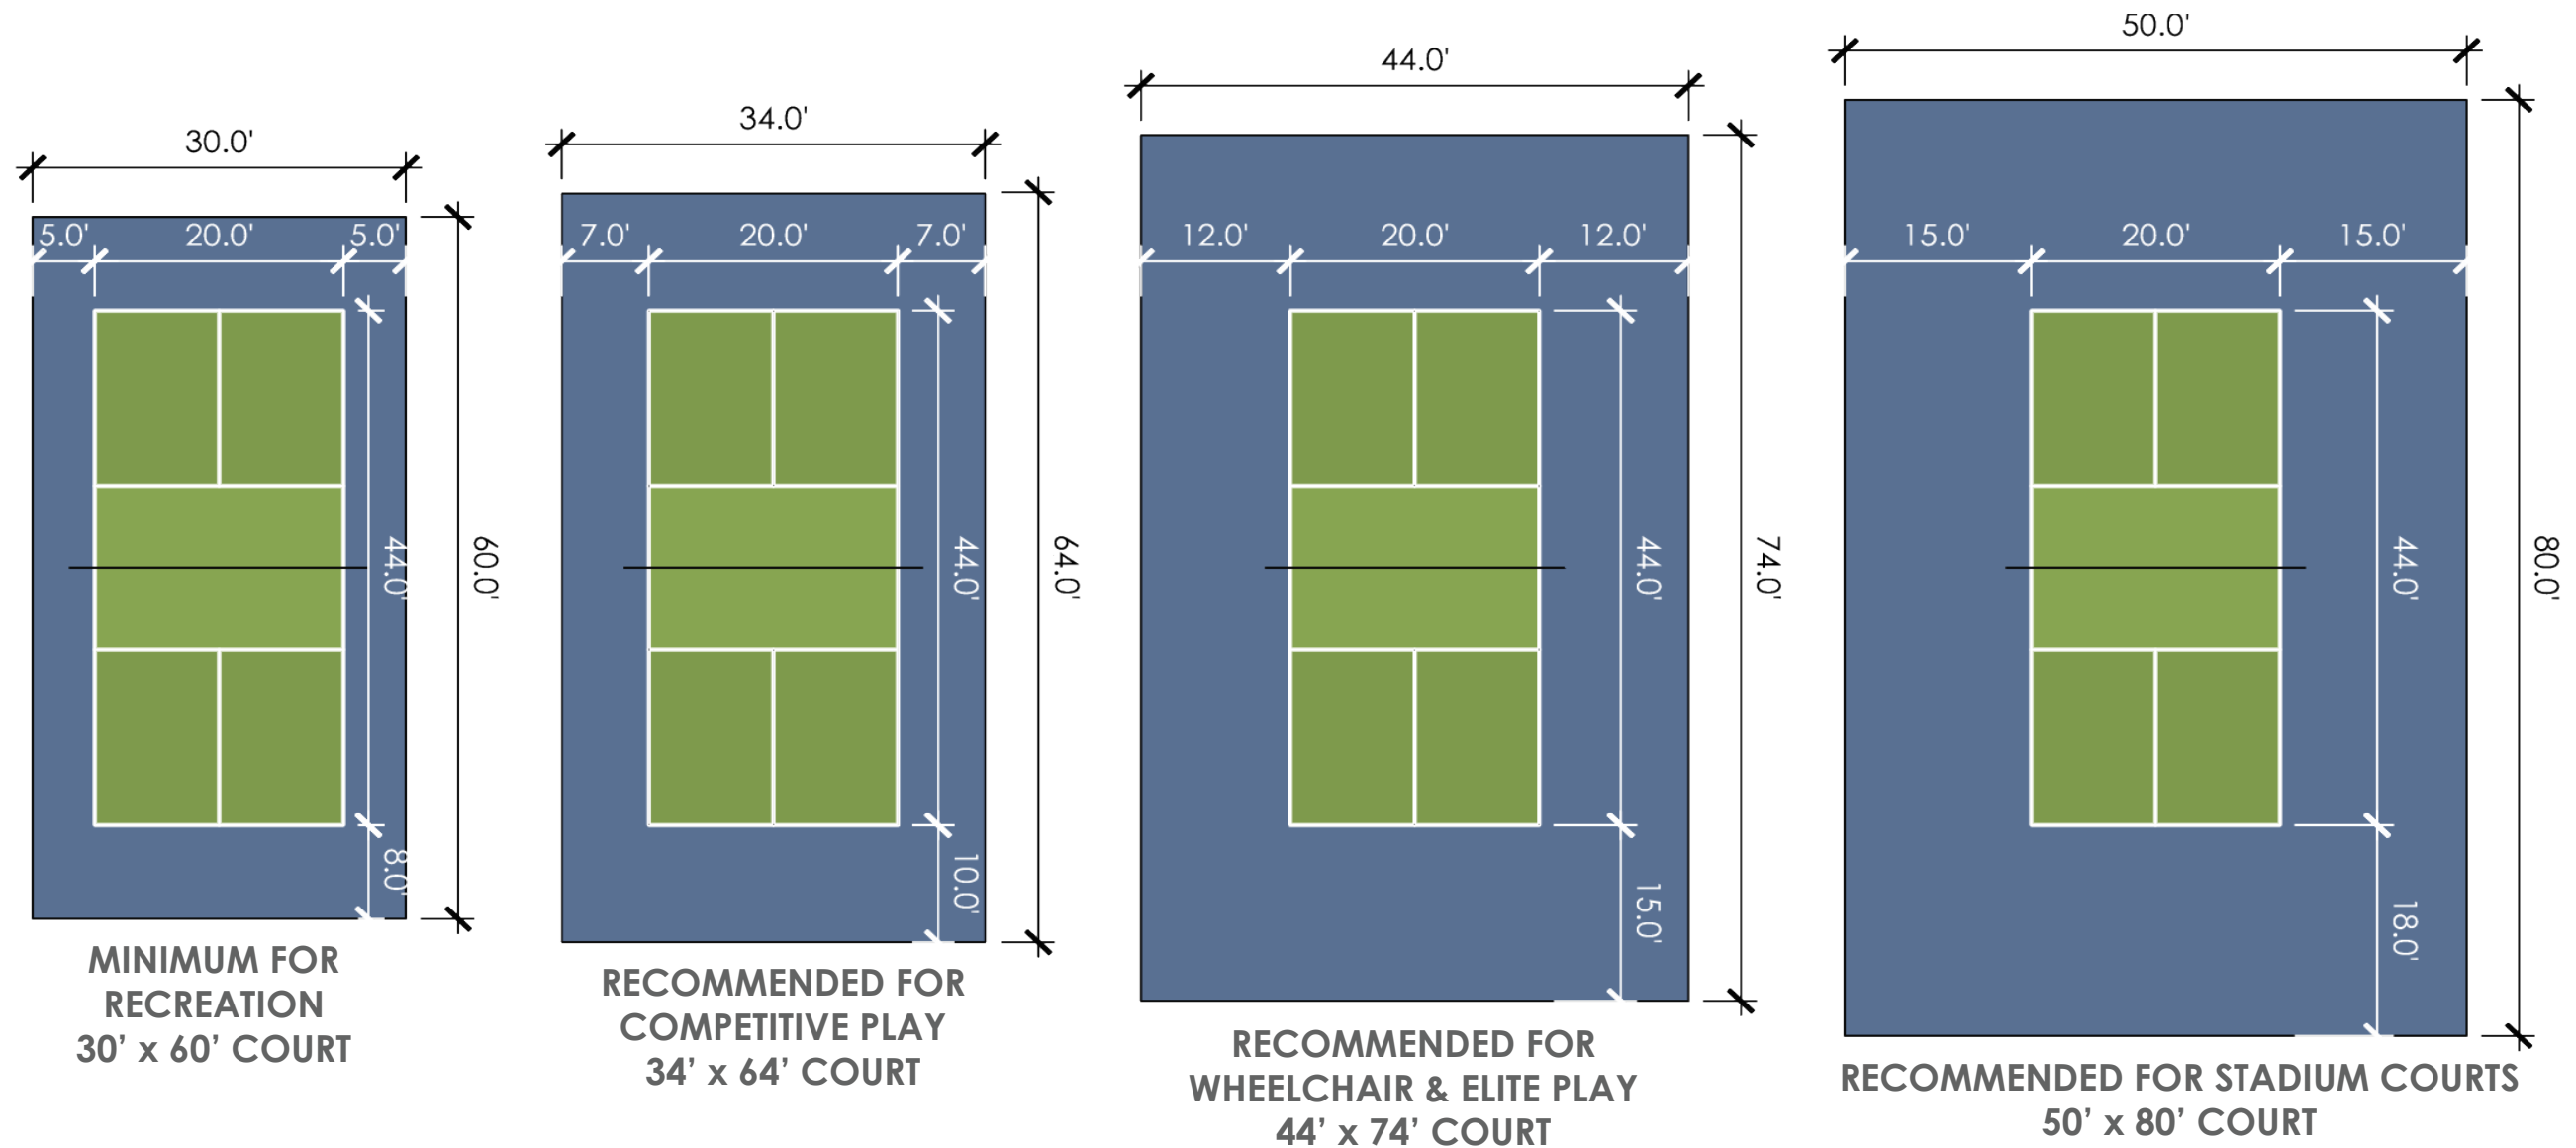 30.0'
5.0' 20.0' 5.0'
44.0'
60.0'
8.0'
MINIMUM FOR
RECREATION
30’ x 60’ COURT
34.0'
7.0' 20.0' 7.0'
44.0'
64.0'
10.0'
RECOMMENDED FOR
COMPETITIVE PLAY
34’ x 64’ COURT
44.0'
12.0' 20.0' 12.0'
44.0'
74.0'
15.0'
RECOMMENDED FOR
WHEELCHAIR & ELITE PLAY
44’ x 74’ COURT
50.0'
15.0' 20.0' 15.0'
44.0'
80.0'
18.0'
RECOMMENDED FOR STADIUM COURTS
50’ x 80’ COURT